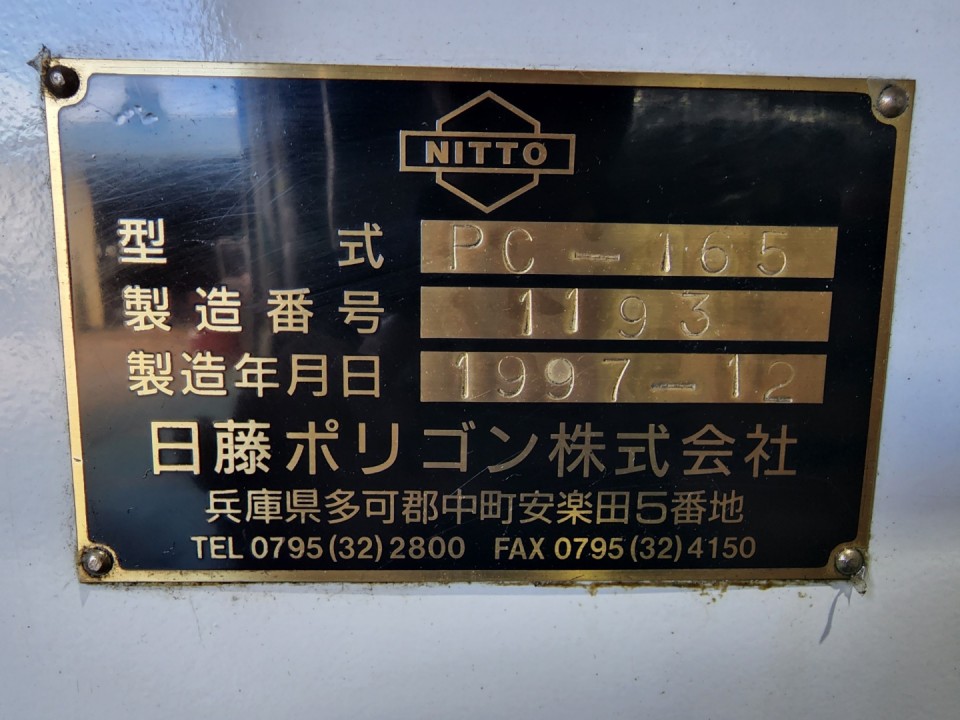 NITTO
型式 PC-165
製造番号 1193
製造年月日 1997-12
日藤ポリゴン株式会社
兵庫県多可郡中町安楽田5番地
TEL 0795(32)2800 FAX 0795(32)4150